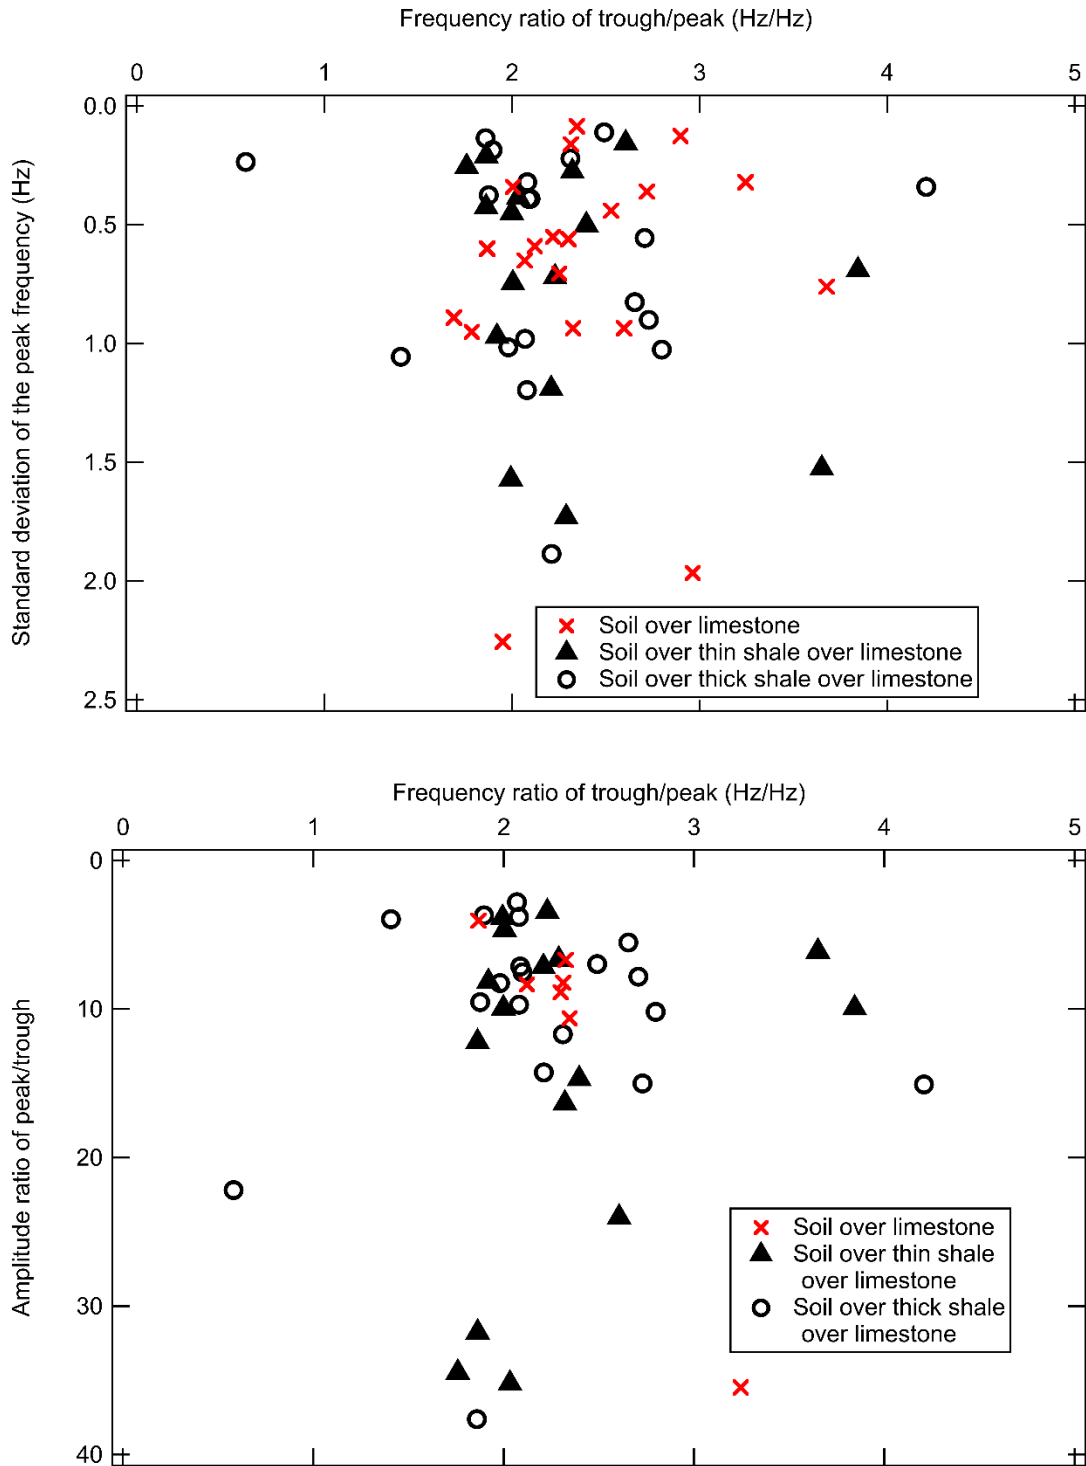 Frequency ratio of trough/peak (Hz/Hz)
0 1 2 3 4 5
Standard deviation of the peak frequency (Hz)
0.0
0.5
1.0
1.5
2.0
2.5
Soil over limestone
Soil over thin shale over limestone
Soil over thick shale over limestone
Frequency ratio of trough/peak (Hz/Hz)
0 1 2 3 4 5
Amplitude ratio of peak/trough
0
10
20
30
40
Soil over limestone
Soil over thin shale
over limestone
Soil over thick shale
over limestone